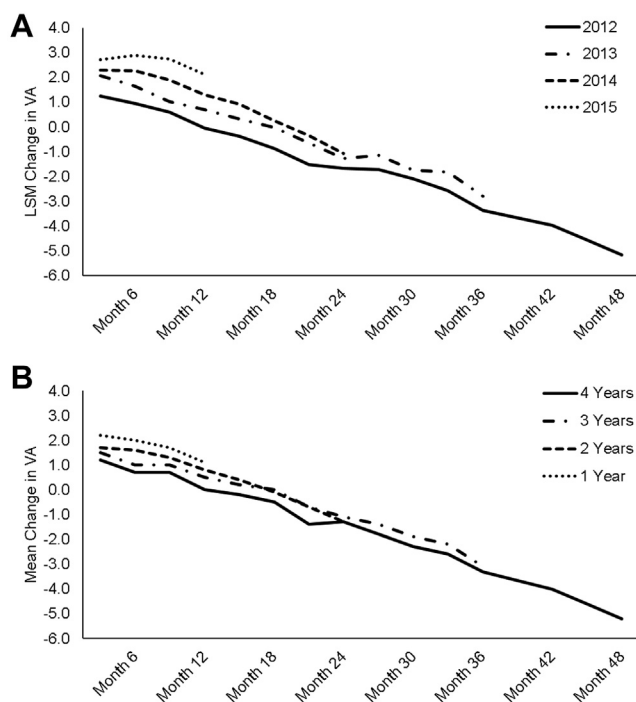 A
4.0
3.0
2.0
1.0
0.0
-1.0
-2.0
-3.0
-4.0
-5.0
-6.0
LSM Change in VA
2012
2013
2014
2015
Month 6
Month 12
Month 18
Month 24
Month 30
Month 36
Month 42
Month 48
B
4.0
3.0
2.0
1.0
0.0
-1.0
-2.0
-3.0
-4.0
-5.0
-6.0
Mean Change in VA
4 Years
3 Years
2 Years
1 Year
Month 6
Month 12
Month 18
Month 24
Month 30
Month 36
Month 42
Month 48